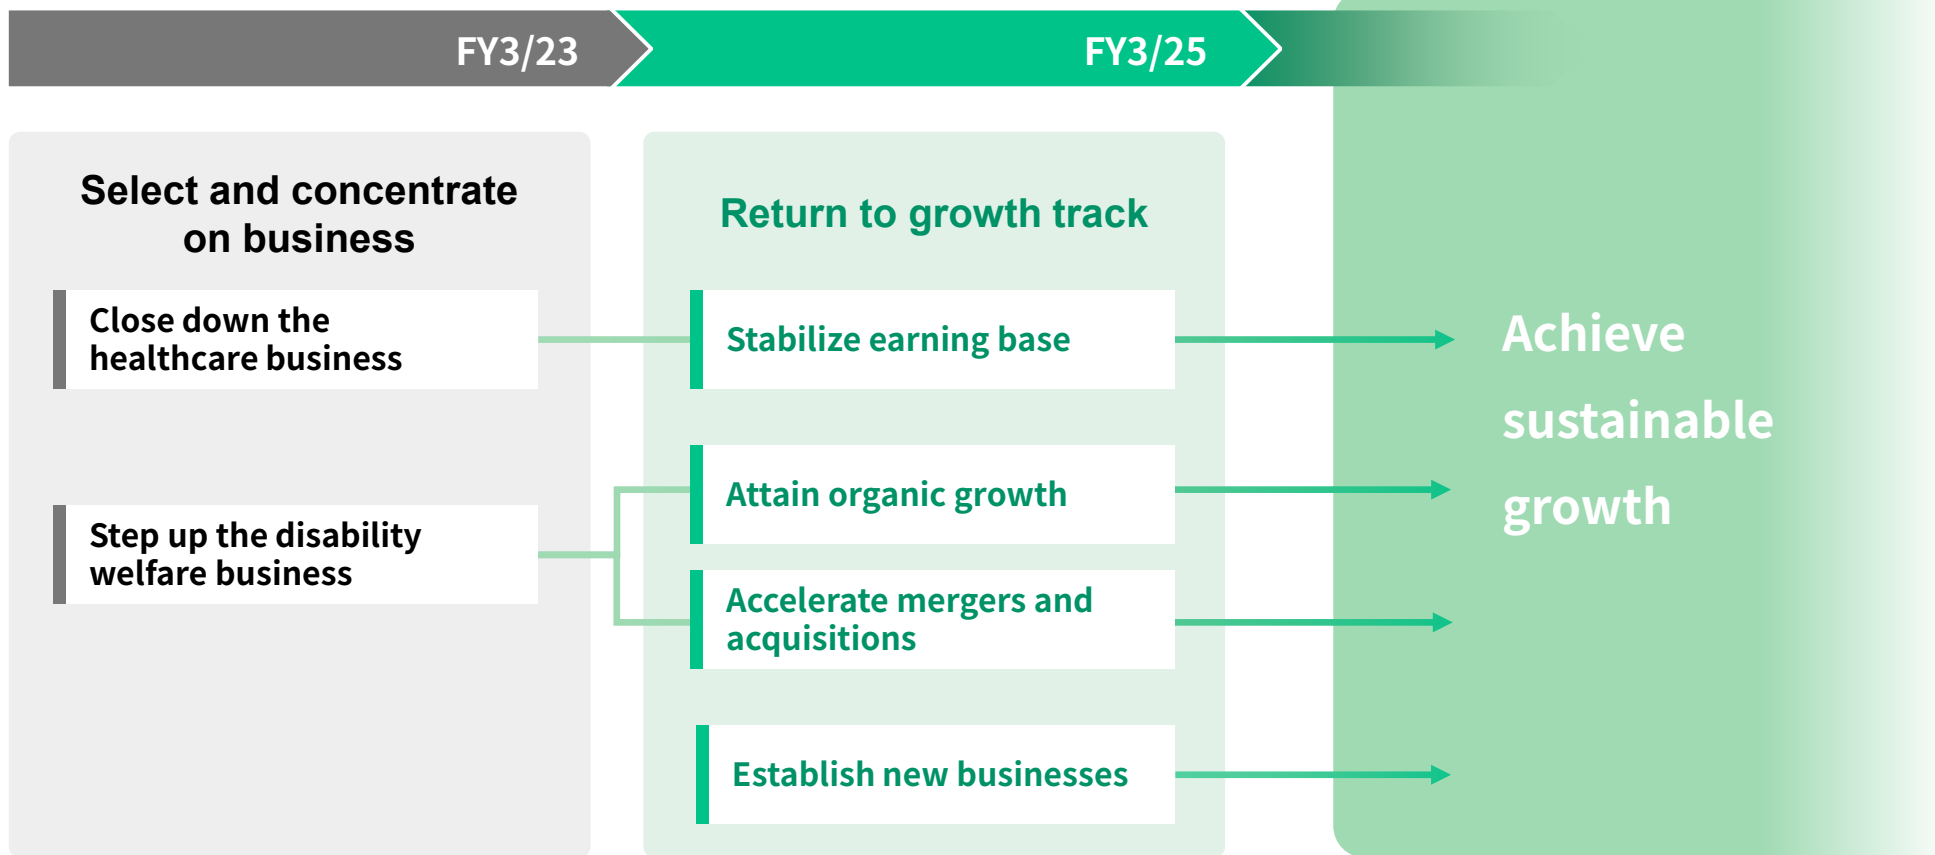 FY3/23
FY3/25
Select and concentrate
on business
Close down the
healthcare business
Step up the disability
welfare business
Return to growth track
Stabilize earning base
Attain organic growth
Accelerate mergers and
acquisitions
Establish new businesses
Achieve
sustainable
growth